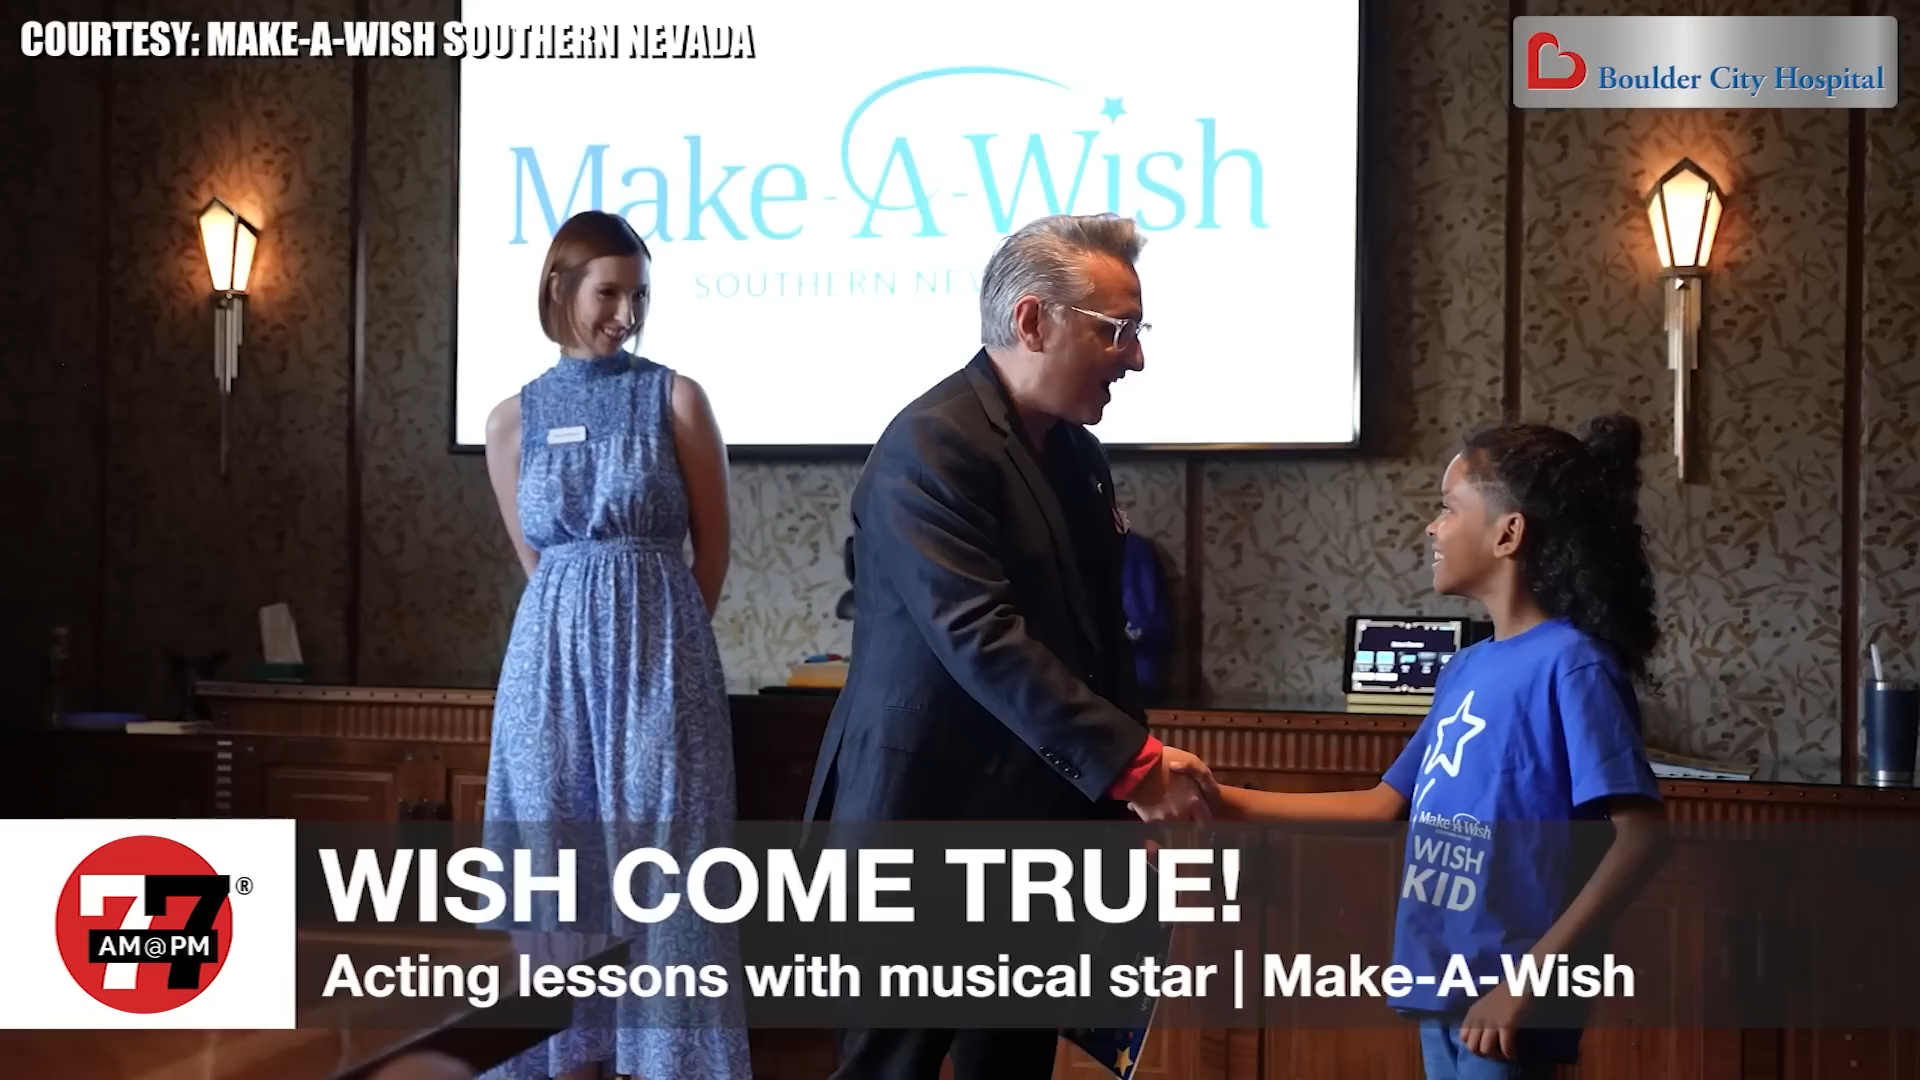 COURTESY: MAKE-A-WISH SOUTHERN NEVADA
Boulder City Hospital
Make-A-Wish
SOUTHERN NEV
Make-A-Wish
WISH
KID
77
AM@PM
®
WISH COME TRUE!
Acting lessons with musical star | Make-A-Wish